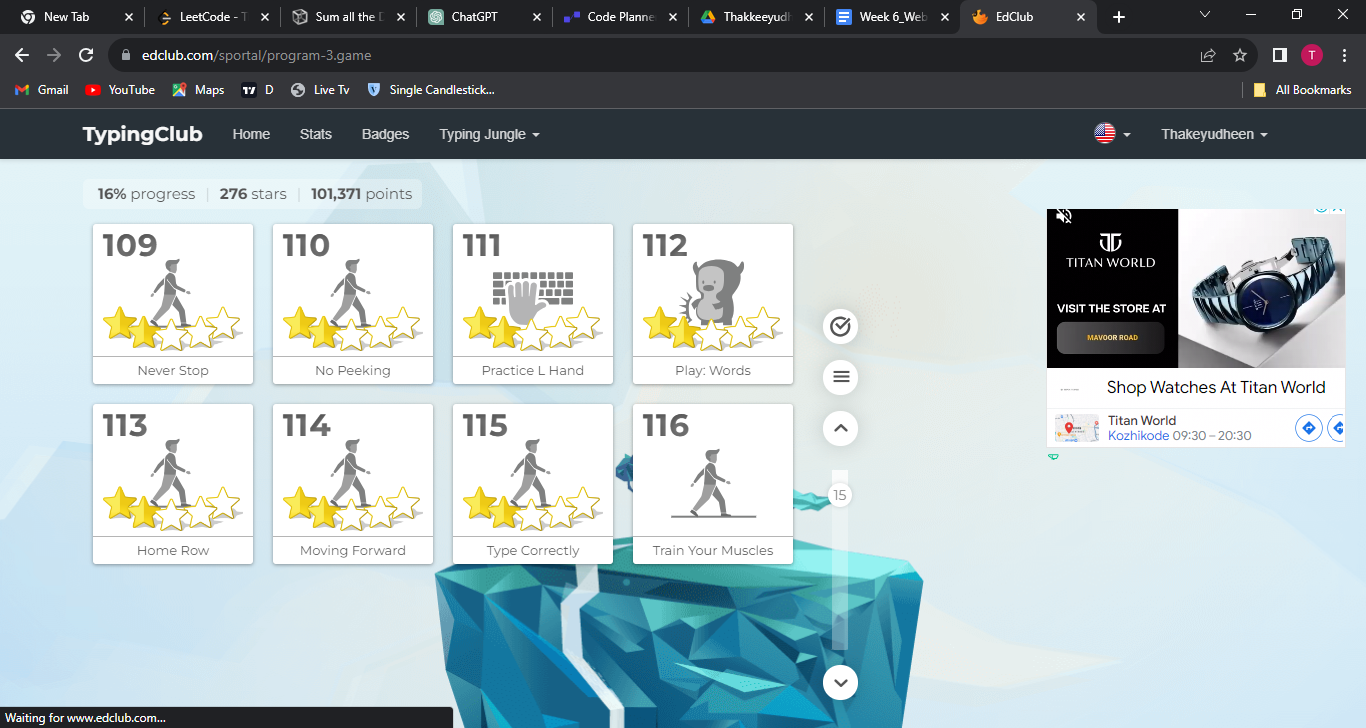 New Tab
LeetCode - T
Sum all the D
ChatGPT
Code Planne
Thakkeeyudh
Week 6_Web
EdClub
edclub.com/sportal/program-3.game
T
Gmail
YouTube
Maps
D
Live Tv
Single Candlestick...
All Bookmarks
TypingClub
Home
Stats
Badges
Typing Jungle
Thakeyudheen
16% progress | 276 stars | 101,371 points
109
Never Stop
110
No Peeking
111
Practice L Hand
112
Play: Words
113
Home Row
114
Moving Forward
115
Type Correctly
116
Train Your Muscles
15
TITAN WORLD
VISIT THE STORE AT
MAVOOR ROAD
Shop Watches At Titan World
Titan World
Kozhikode 09:30 – 20:30
Waiting for www.edclub.com...